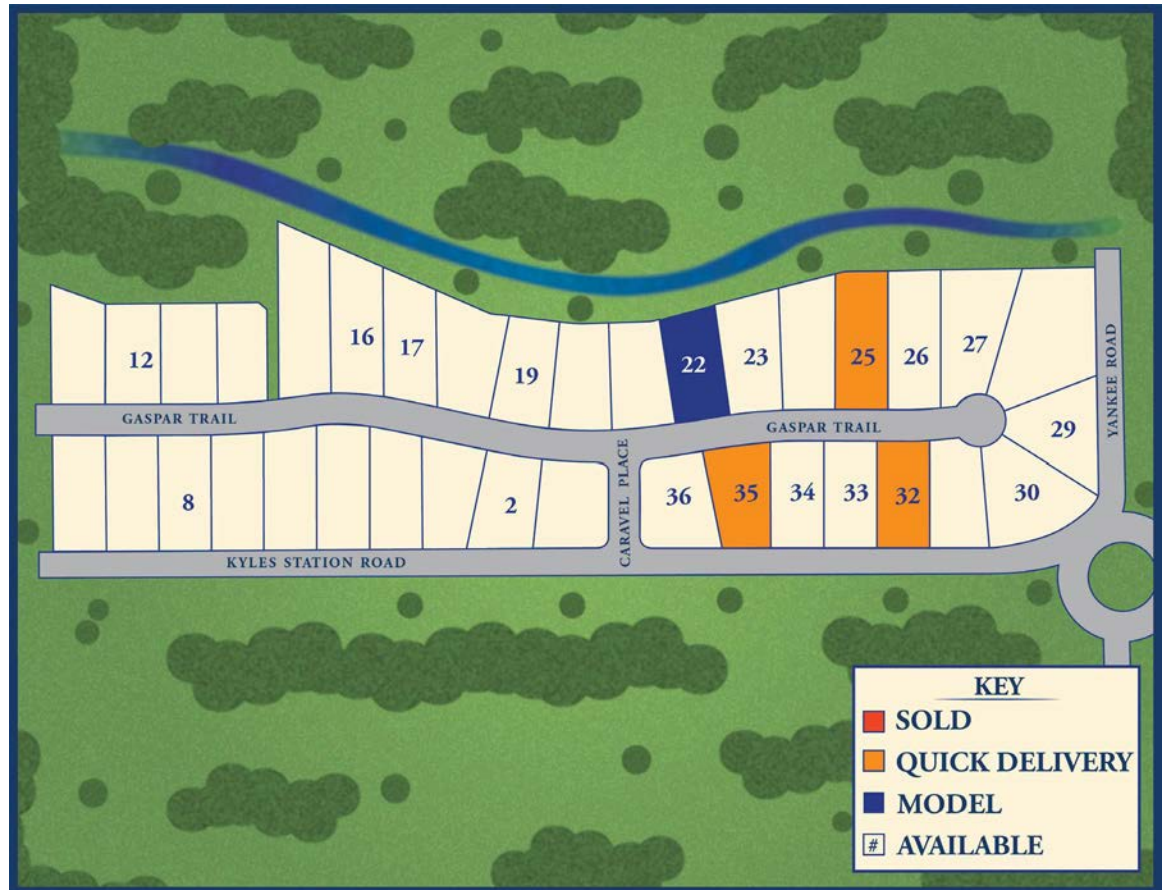 16
17
12
19
22
23
25
26
27
GASPAR TRAIL
GASPAR TRAIL
YANKEE ROAD
29
8
2
CARAVEL PLACE
36
35
34
33
32
30
KYLES STATION ROAD
KEY
SOLD
QUICK DELIVERY
MODEL
# AVAILABLE